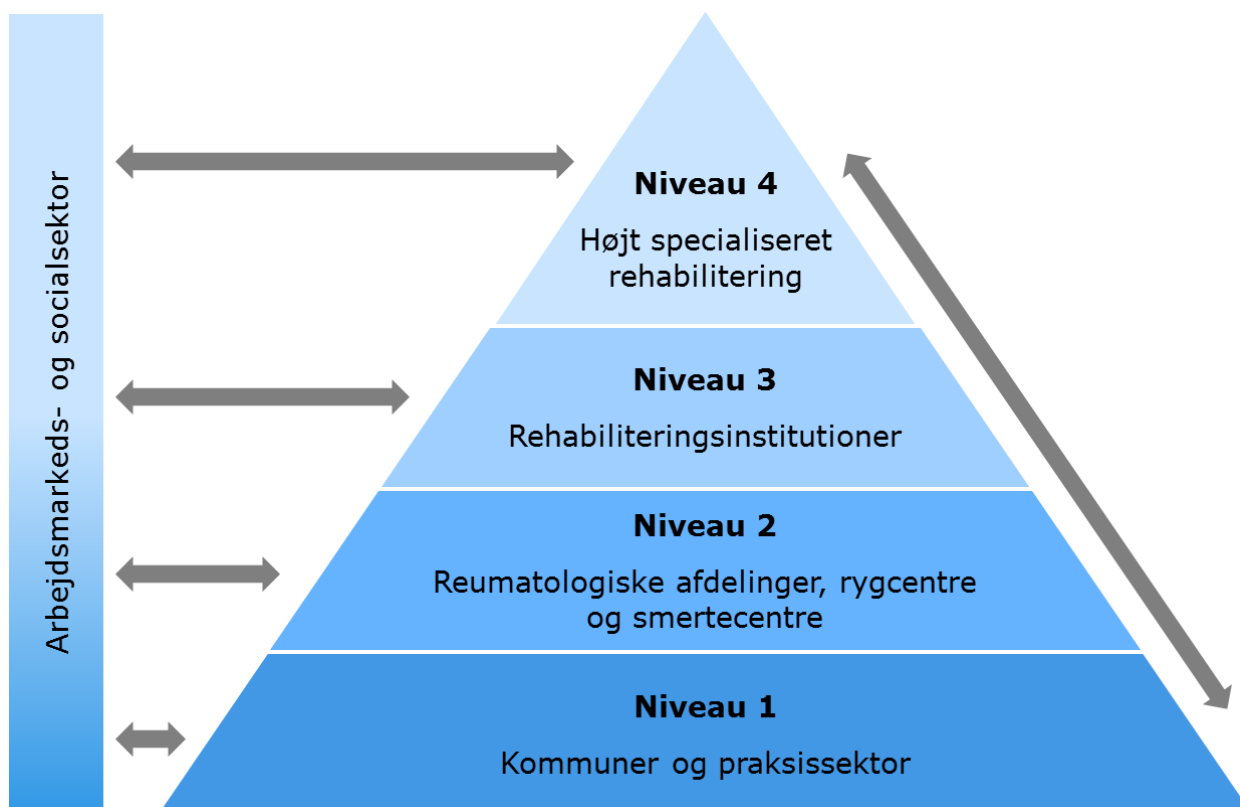 Arbejdsmarkeds- og socialsektor
Niveau 4
Højt specialiseret
rehabilitering
Niveau 3
Rehabiliteringsinstitutioner
Niveau 2
Reumatologiske afdelinger, rygcentre
og smertecentre
Niveau 1
Kommuner og praksissektor